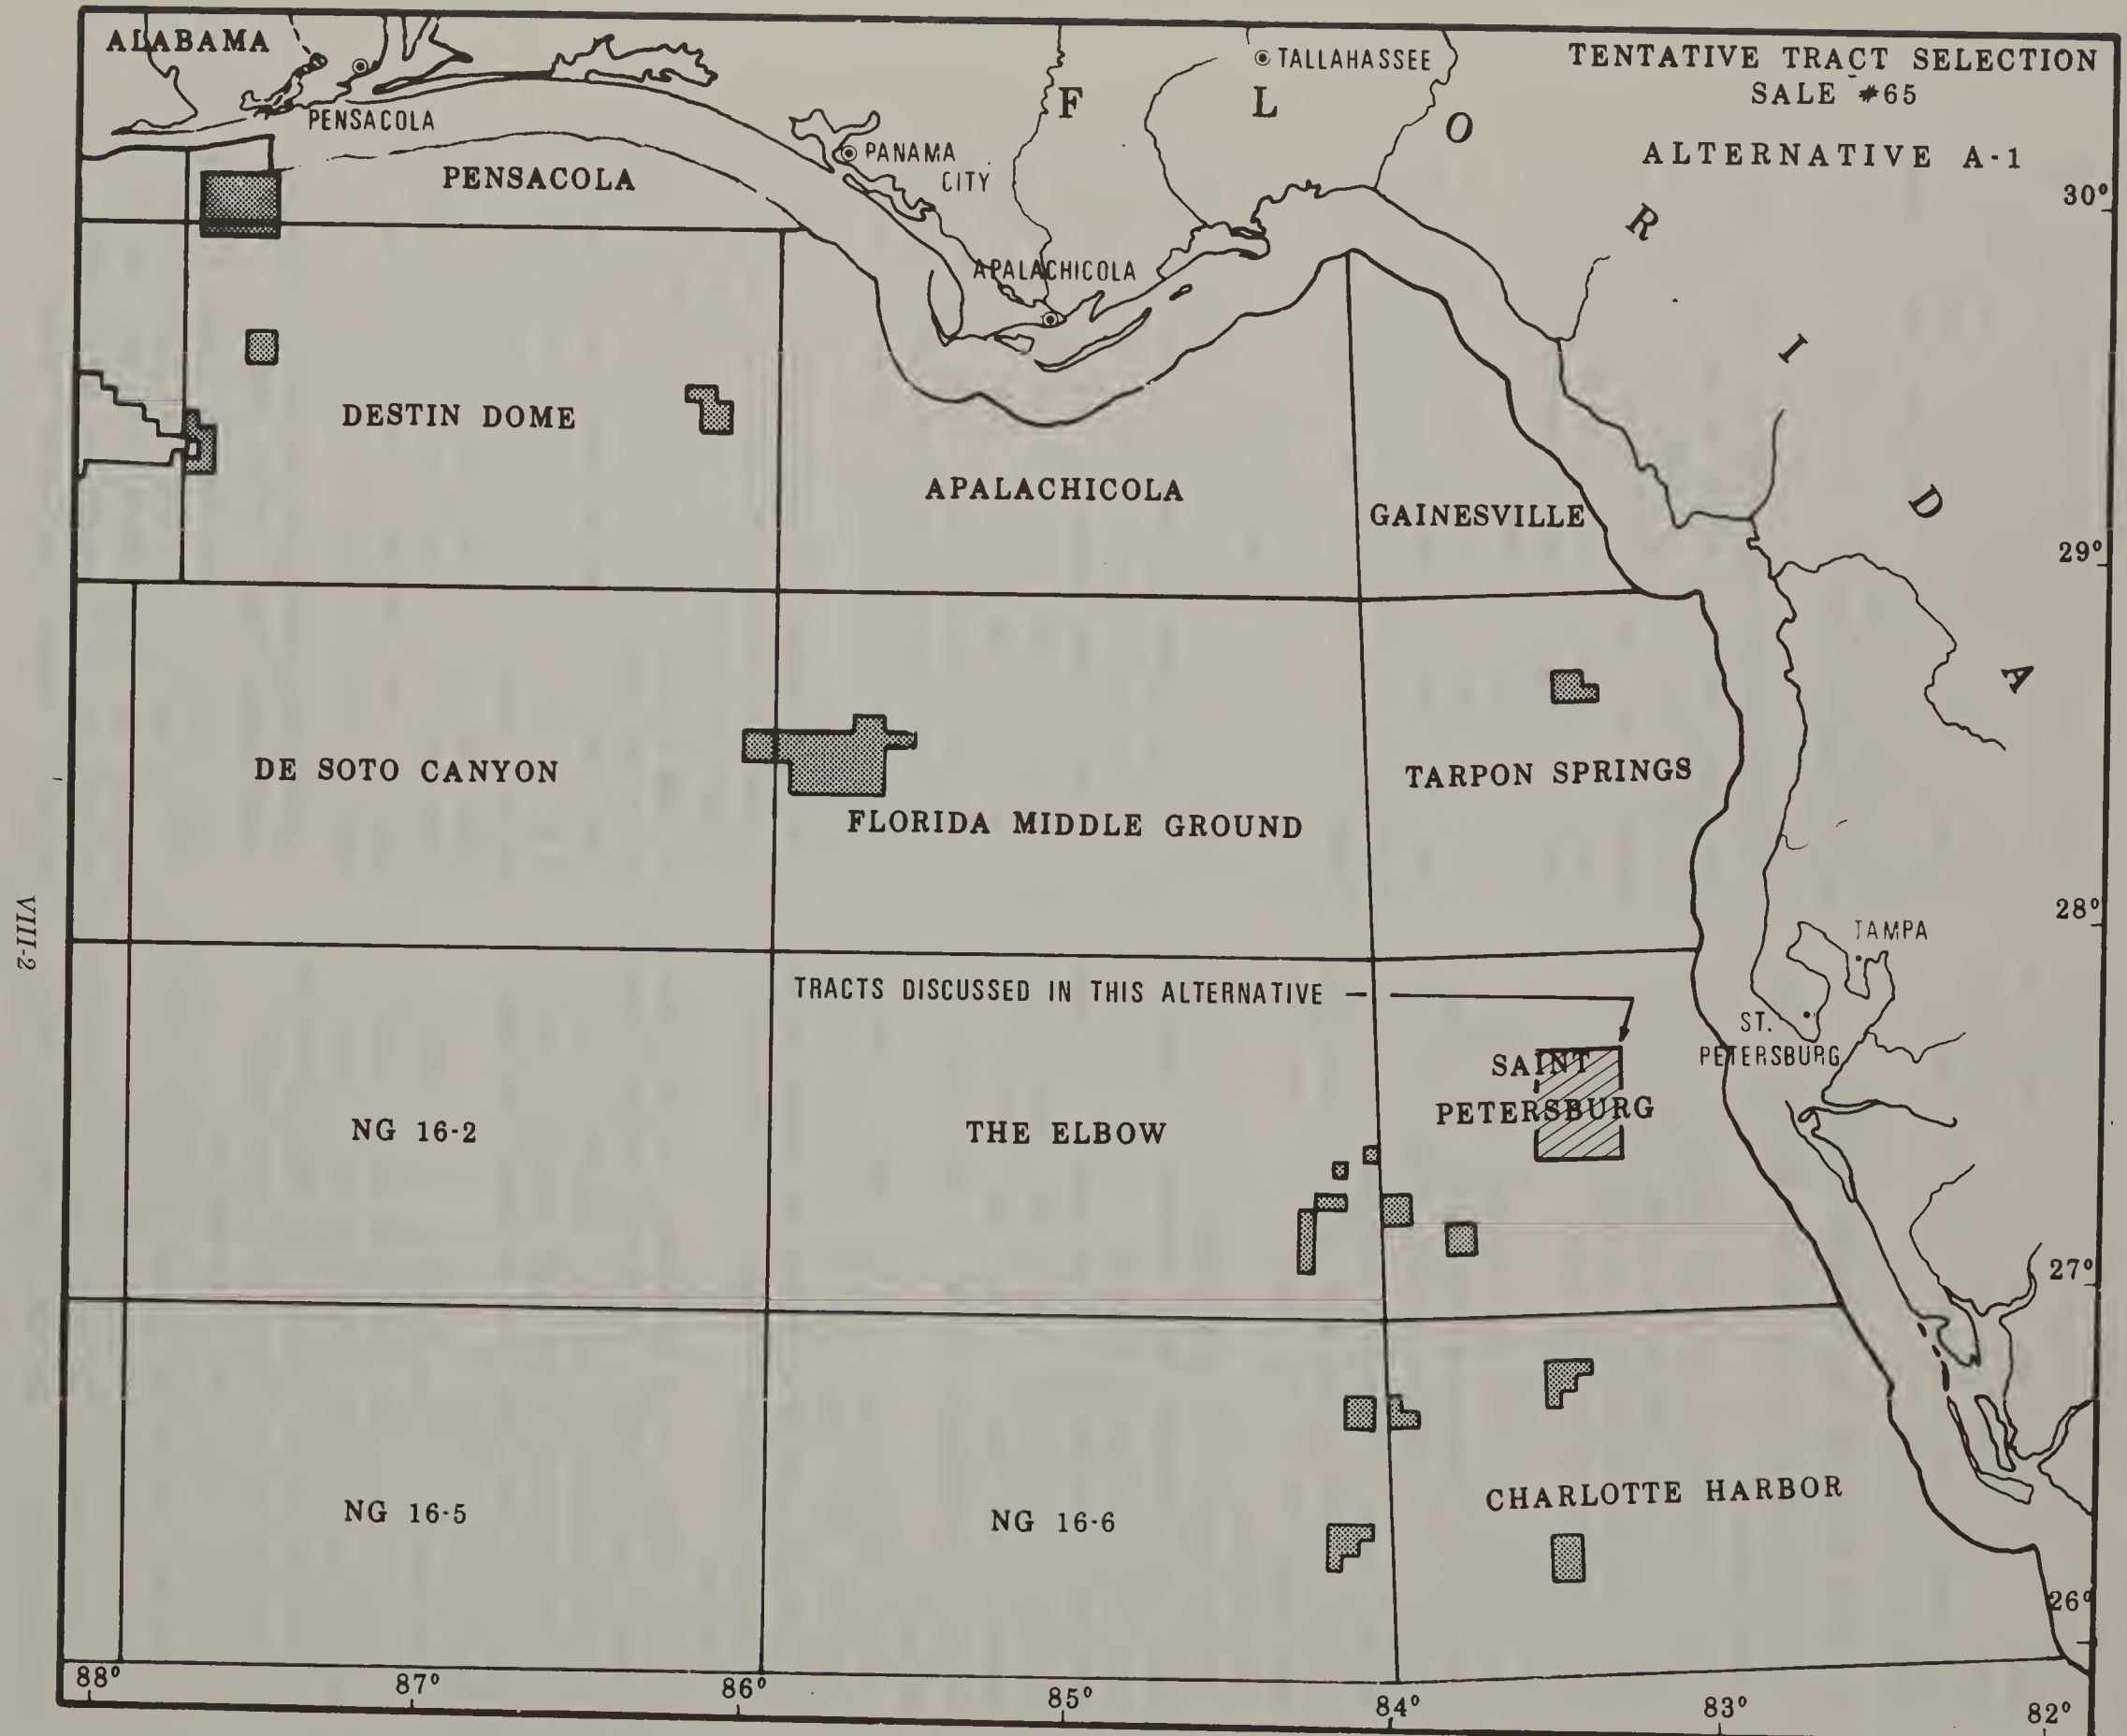 TENTATIVE TRACT SELECTION
SALE #65
ALTERNATIVE A-1
ALABAMA
PENSACOLA
TALLAHASSEE
PANAMA
CITY
APALACHICOLA
F L O R I D A
PENSACOLA
DESTIN DOME
APALACHICOLA
GAINESVILLE
DE SOTO CANYON
FLORIDA MIDDLE GROUND
TARPON SPRINGS
TAMPA
ST.
PETERSBURG
TRACTS DISCUSSED IN THIS ALTERNATIVE
SAINT
PETERSBURG
NG 16-2
THE ELBOW
NG 16-5
NG 16-6
CHARLOTTE HARBOR
30°
29°
28°
27°
26°
88° 87° 86° 85° 84° 83° 82°
VIII-2